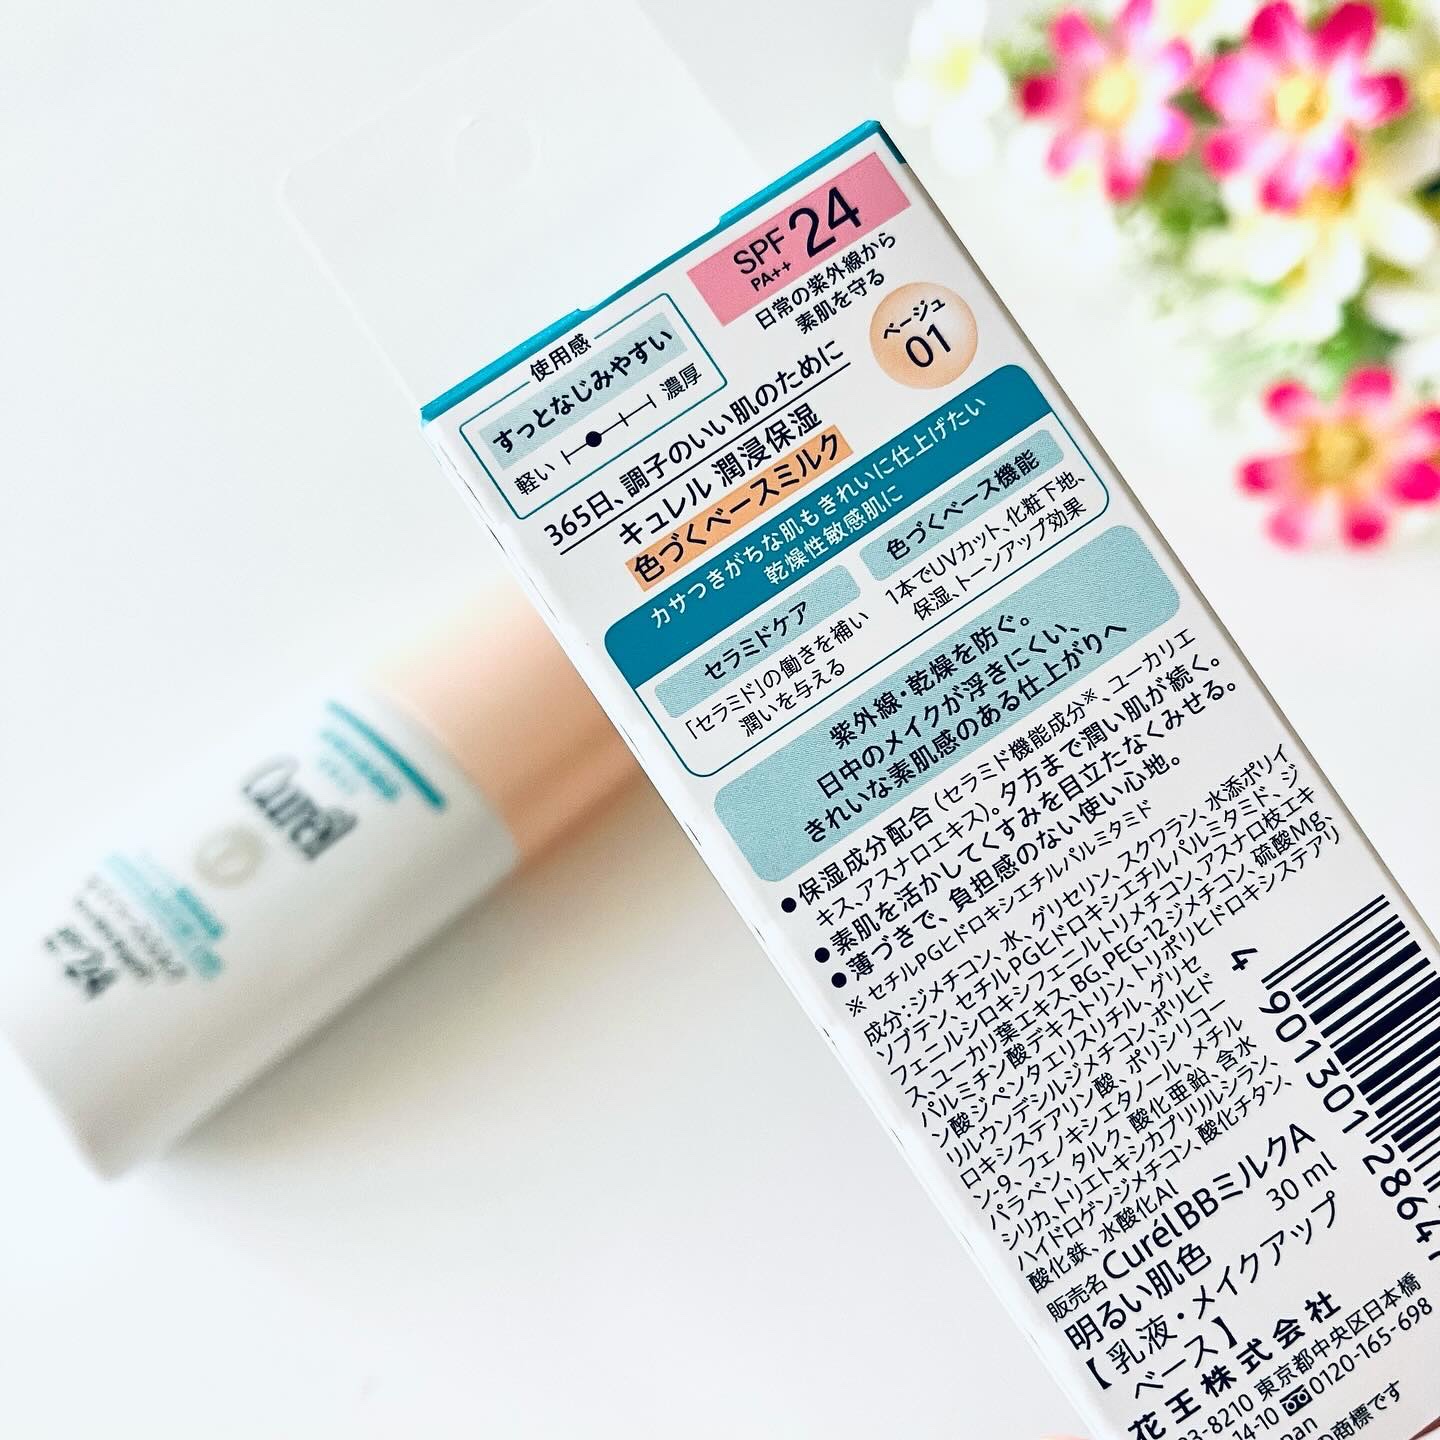 SPF 24
PA++
日常の紫外線から
素肌を守る
ベージュ
01
使用感
すっとなじみやすい
軽い
濃厚
365日、調子のいい肌のために
キュレル 潤浸保湿
色づくベースミルク
カサつきがちな肌もきれいに仕上げたい
乾燥性敏感肌に
セラミドケア
「セラミド」の働きを補い
潤いを与える
色づくベース機能
1本でUVカット、化粧下地、
保湿、トーンアップ効果
紫外線・乾燥を防ぐ。
日中のメイクが浮きにくい、
きれいな素肌感のある仕上がりへ
●保湿成分配合(セラミド機能成分※、ユーカリエ
キス、アスナロエキス)。夕方まで潤い肌が続く。
●素肌を活かしてくすみを目立たなくみせる。
●薄づきで、負担感のない使い心地。
※ セチルPGヒドロキシエチルパルミタミド
成分:ジメチコン、水、グリセリン、スクワラン、水添ポリイ
ソブテン、セチルPGヒドロキシエチルパルミタミド、ジ
フェニルシロキシフェニルトリメチコン、アスナロ枝エキ
ス、ユーカリ葉エキス、BG、PEG-12ジメチコン、硫酸Mg、
パルミチン酸デキストリン、トリポリヒドロキシステアリ
ン酸ジペンタエリスリチル、グリセ
リルウンデシルジメチコン、ポリヒド
ロキシステアリン酸、ポリシリコー
ン-9、フェノキシエタノール、メチル
パラベン、タルク、酸化亜鉛、含水
シリカ、トリエトキシカプリリルシラン、
ハイドロゲンジメチコン、酸化チタン、
酸化鉄、水酸化Al
販売名 CurélBBミルクA
明るい肌色
30 ml
【乳液・メイクアップ
ベース】
花王株式会社
3-8210 東京都中央区日本橋
14-10 0120-165-698
pan
の商標です
4 901301 28641
Curél
SPF 24